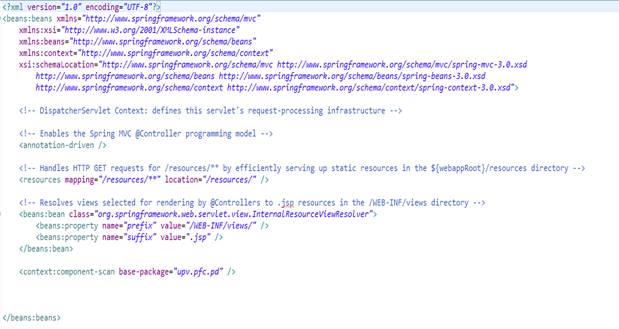 <?xml version="1.0" encoding="UTF-8"?>
<beans:beans xmlns="http://www.springframework.org/schema/mvc"
xmlns:xsi="http://www.w3.org/2001/XMLSchema-instance"
xmlns:beans="http://www.springframework.org/schema/beans"
xmlns:context="http://www.springframework.org/schema/context"
xsi:schemaLocation="http://www.springframework.org/schema/mvc http://www.springframework.org/schema/mvc/spring-mvc-3.0.xsd
http://www.springframework.org/schema/beans http://www.springframework.org/schema/beans/spring-beans-3.0.xsd
http://www.springframework.org/schema/context http://www.springframework.org/schema/context/spring-context-3.0.xsd">
<!-- DispatcherServlet Context: defines this servlet's request-processing infrastructure -->
<!-- Enables the Spring MVC @Controller programming model -->
<annotation-driven />
<!-- Handles HTTP GET requests for /resources/** by efficiently serving up static resources in the ${webappRoot}/resources directory -->
<resources mapping="/resources/**" location="/resources/" />
<!-- Resolves views selected for rendering by @Controllers to .jsp resources in the /WEB-INF/views directory -->
<beans:bean class="org.springframework.web.servlet.view.InternalResourceViewResolver">
<beans:property name="prefix" value="/WEB-INF/views/" />
<beans:property name="suffix" value=".jsp" />
</beans:bean>
<context:component-scan base-package="upv.pfc.pd" />
</beans:beans>